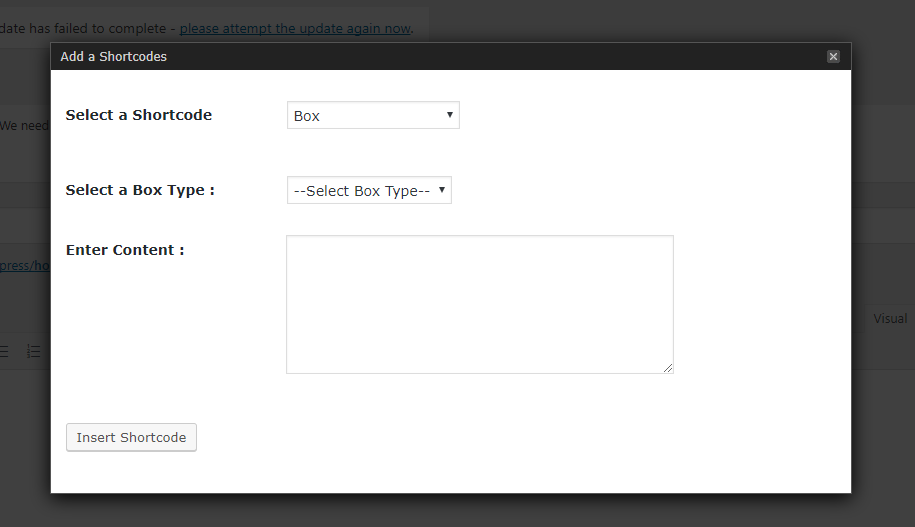 date has failed to complete - please attempt the update again now.
Add a Shortcodes
Select a Shortcode
Box
We need
Select a Box Type :
--Select Box Type--
Enter Content :
press/ho
Visual
Insert Shortcode